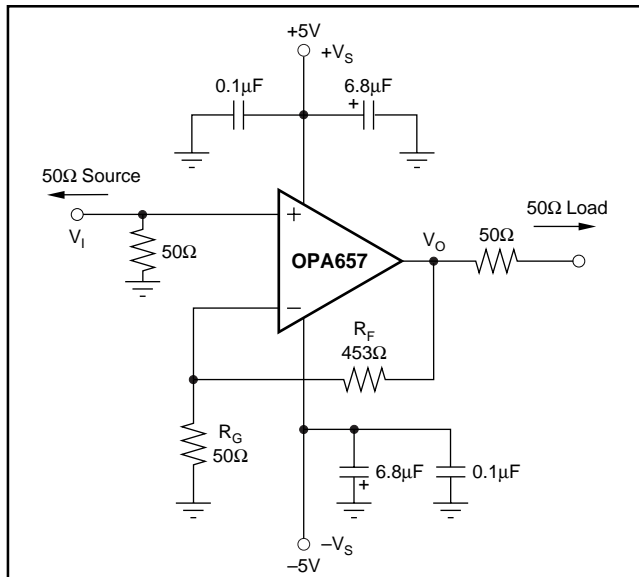 +5V
+V_S
0.1μF
6.8μF
+
50Ω Source
50Ω Load
V_I
+
50Ω
OPA657
V_O
50Ω
−
R_F
453Ω
R_G
50Ω
6.8μF
+
0.1μF
−V_S
−5V